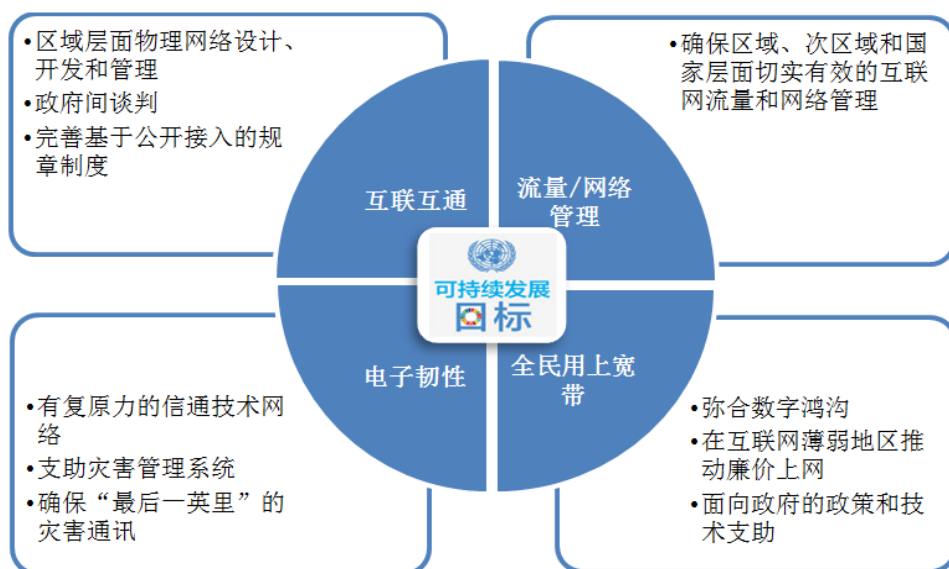 •区域层面物理网络设计、
开发和管理
•政府间谈判
•完善基于公开接入的规
章制度
•确保区域、次区域和国
家层面切实有效的互联
网流量和网络管理
互联互通
流量/网络
管理
可持续发展
目标
电子韧性
全民用上宽
带
•有复原力的信通技术网
络
•支助灾害管理系统
•确保“最后一英里”的
灾害通讯
•弥合数字鸿沟
•在互联网薄弱地区推
动廉价上网
•面向政府的政策和技
术支助